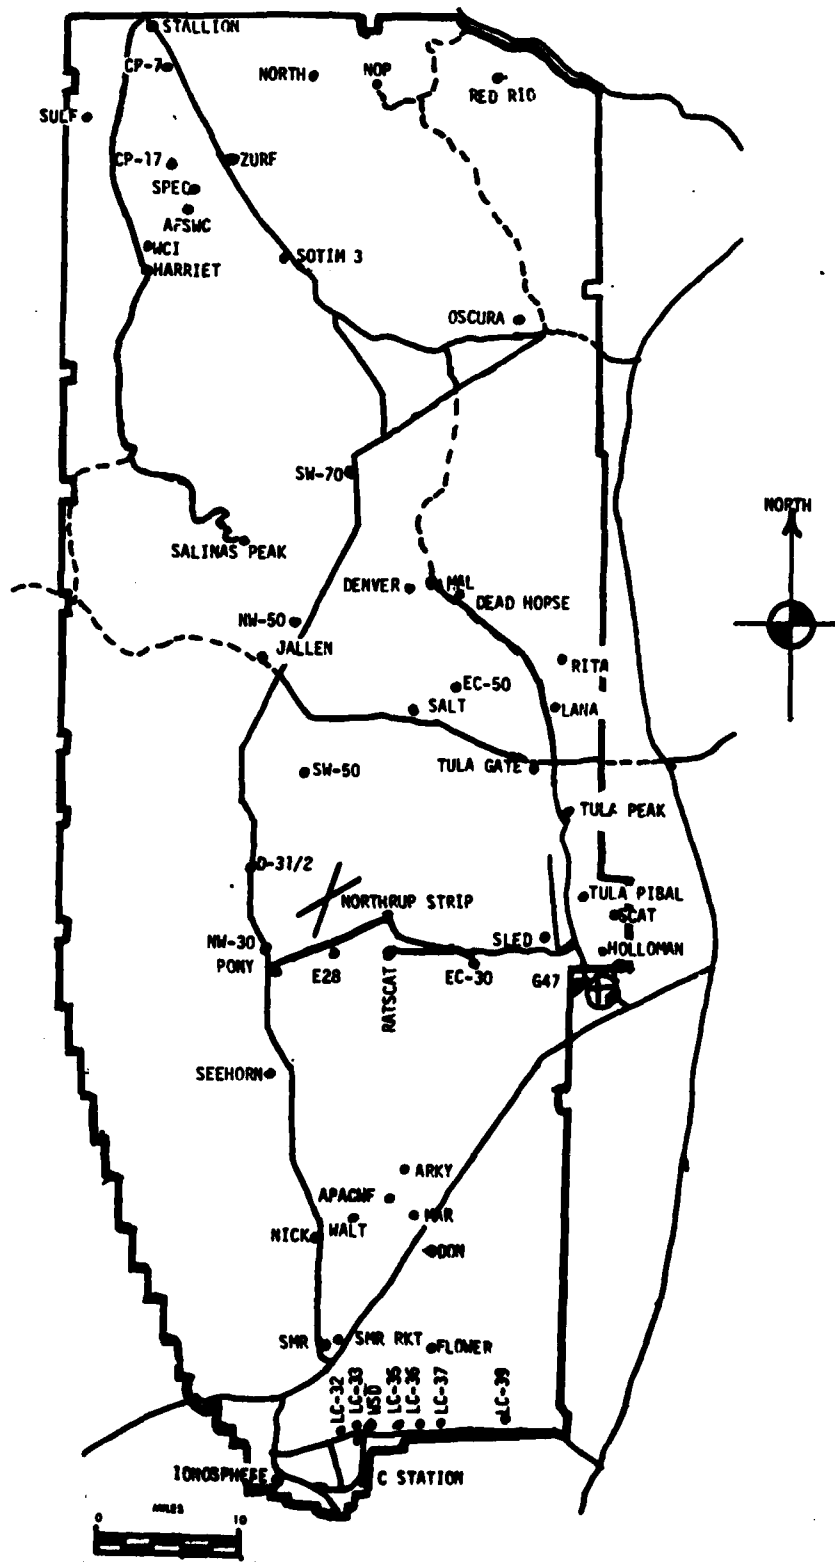 STALLION
CP-7
NORTH
NOP
RED RIO
SULF
CP-17
ZURF
SPEC
AFSWC
WCI
HARRIET
SOTIM 3
OSCURA
SW-70
NORTH
SALINAS PEAK
DENVER
MAL
DEAD HORSE
NW-50
JALLEN
RITA
EC-50
SALT
LANA
TULA GATE
SW-50
TULA PEAK
D-31/2
TULA PIBAL
NORTHRUP STRIP
SCAT
SLED
NW-30
HOLLOMAN
PONY
E28
RATSCAT
EC-30
G47
SEEHORN
ARKY
APACHE
MAR
WALT
NICK
DON
SMR
SMR RKT
FLOWER
LC-32
LC-33
WSD
LC-35
LC-36
LC-37
LC-39
IONOSPHERE
C STATION
MILES
0 10